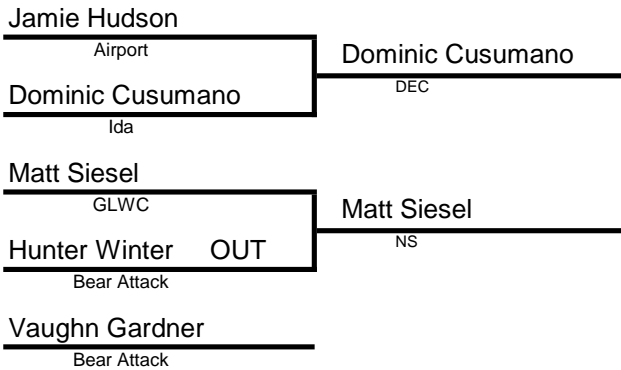 Jamie Hudson
Airport
Dominic Cusumano
DEC
Dominic Cusumano
Ida
Matt Siesel
GLWC
Matt Siesel
NS
Hunter Winter OUT
Bear Attack
Vaughn Gardner
Bear Attack